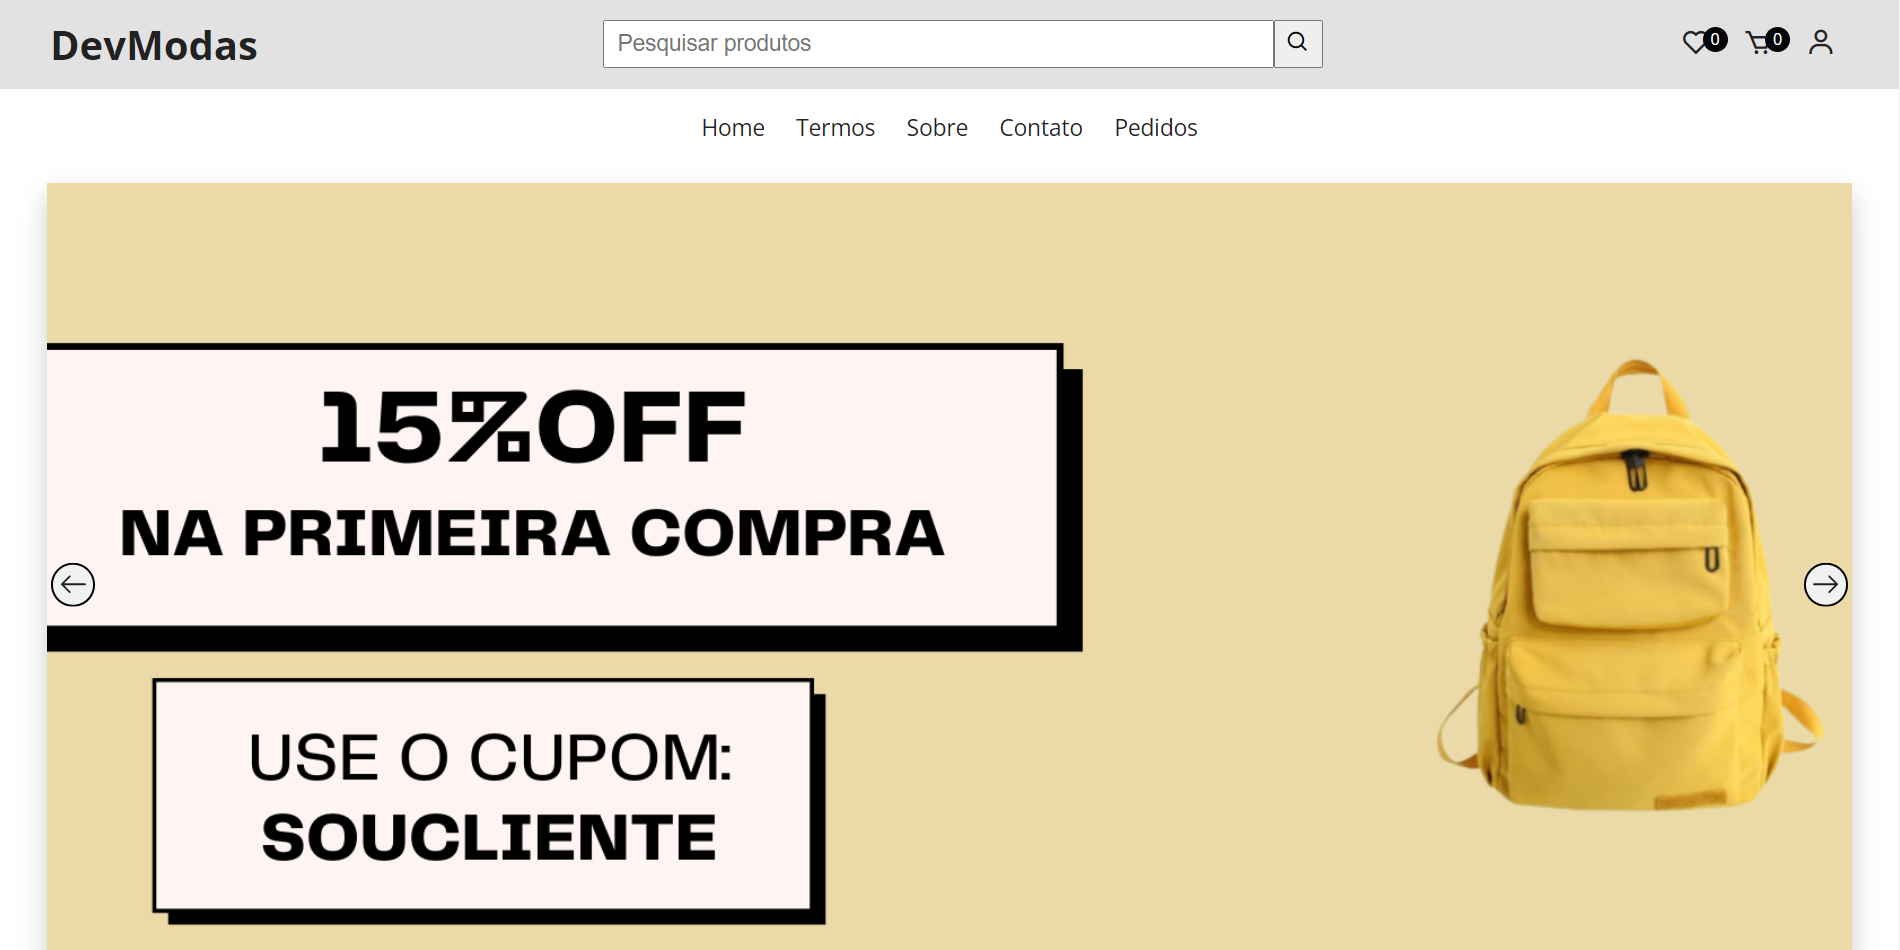 DevModas
Pesquisar produtos
0
0
Home Termos Sobre Contato Pedidos
15%OFF
NA PRIMEIRA COMPRA
USE O CUPOM:
SOUCLIENTE